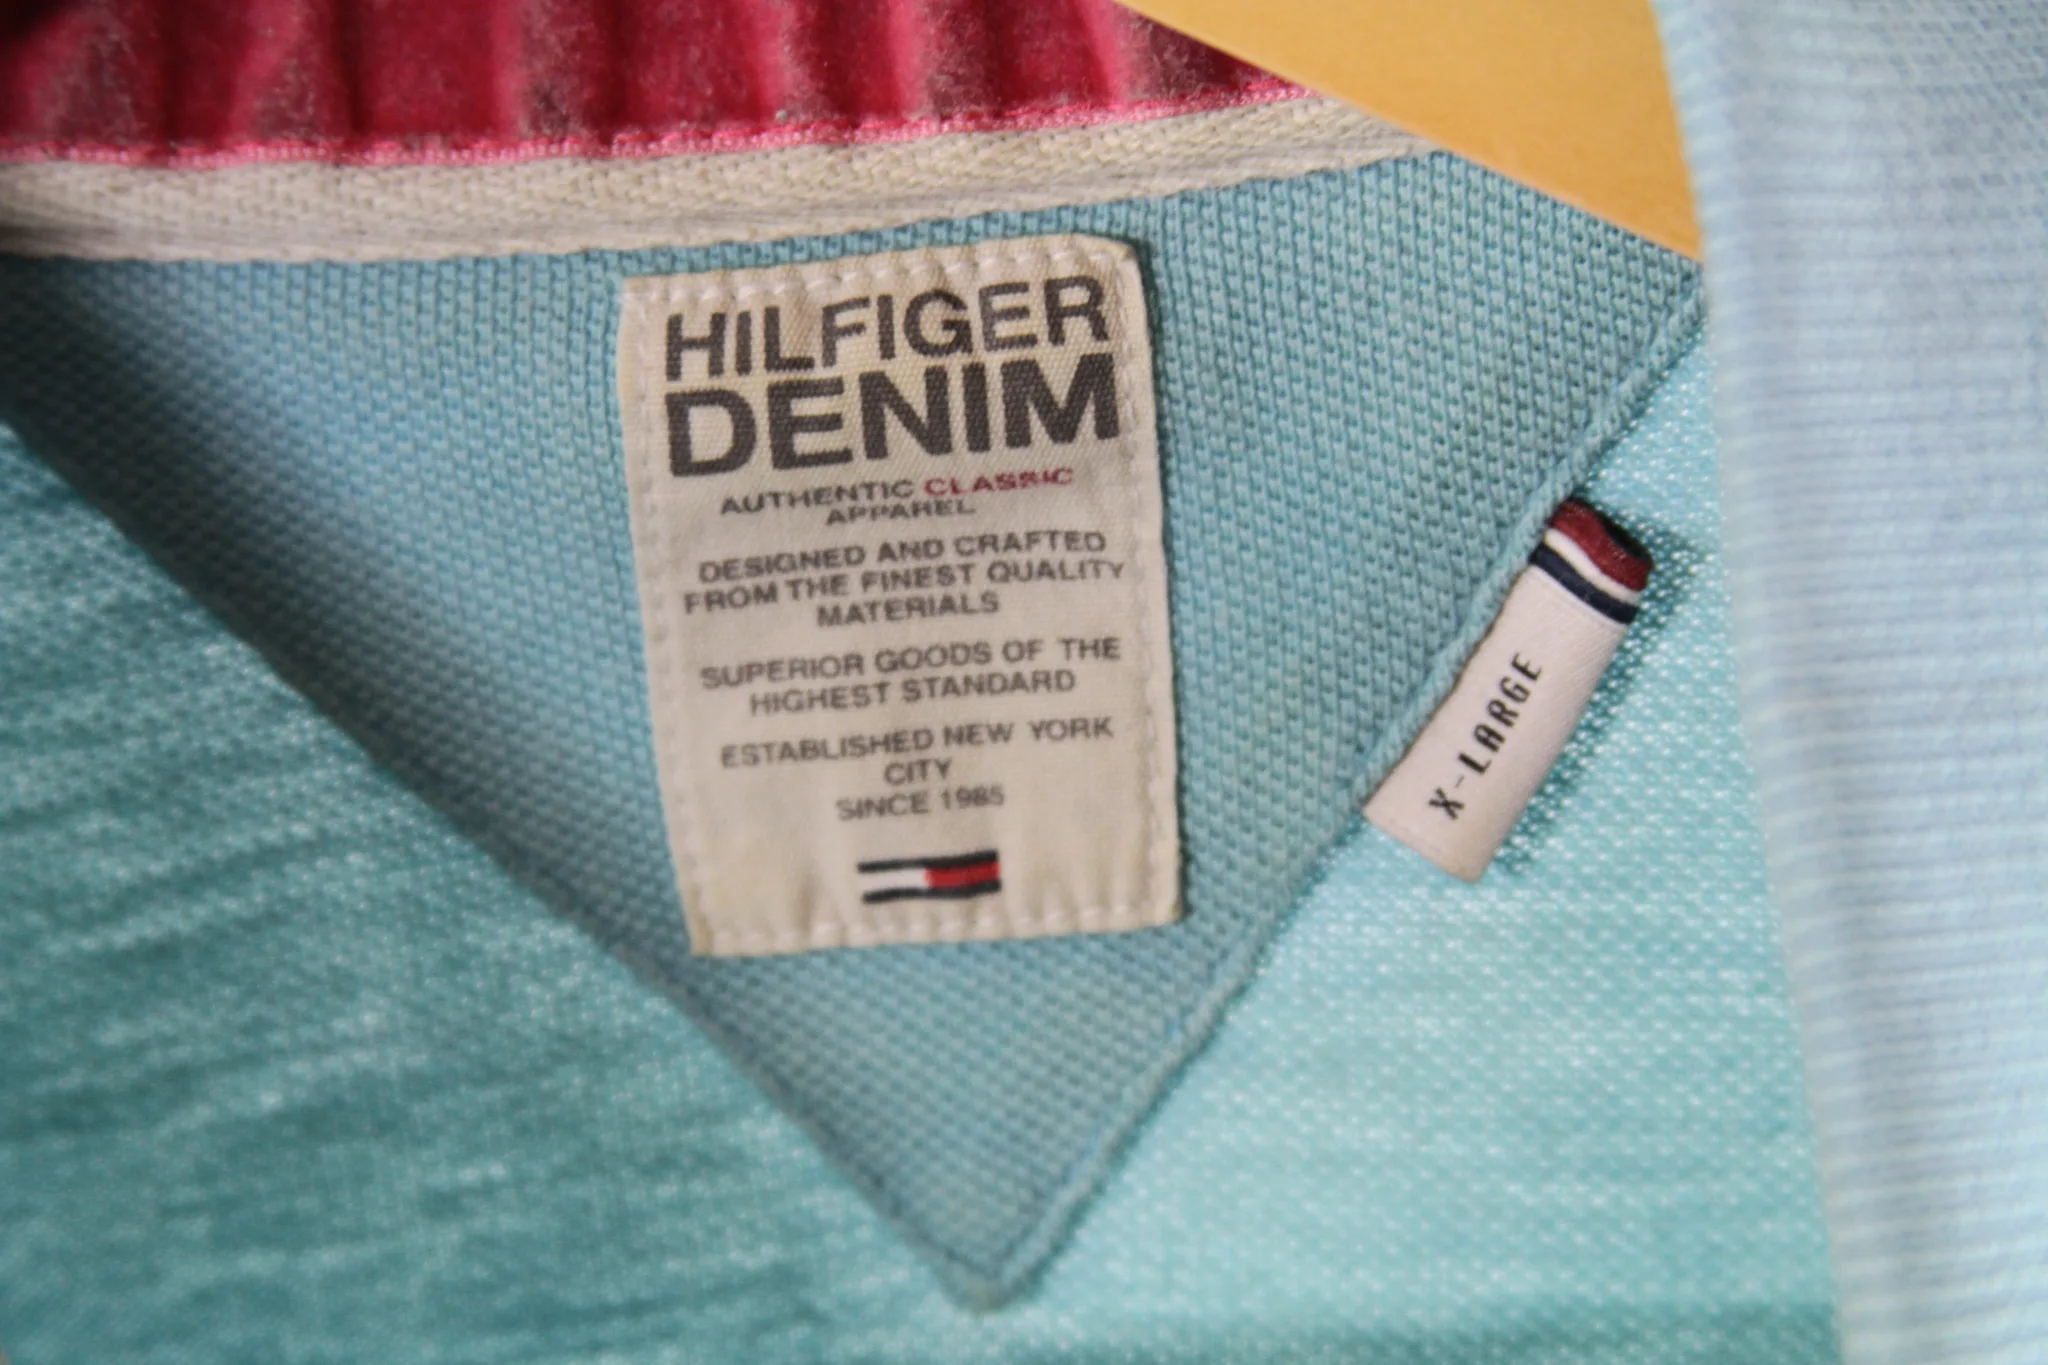 HILFIGER
DENIM
AUTHENTIC CLASSIC
APPAREL
DESIGNED AND CRAFTED
FROM THE FINEST QUALITY
MATERIALS
SUPERIOR GOODS OF THE
HIGHEST STANDARD
ESTABLISHED NEW YORK
CITY
SINCE 1985
X-LARGE